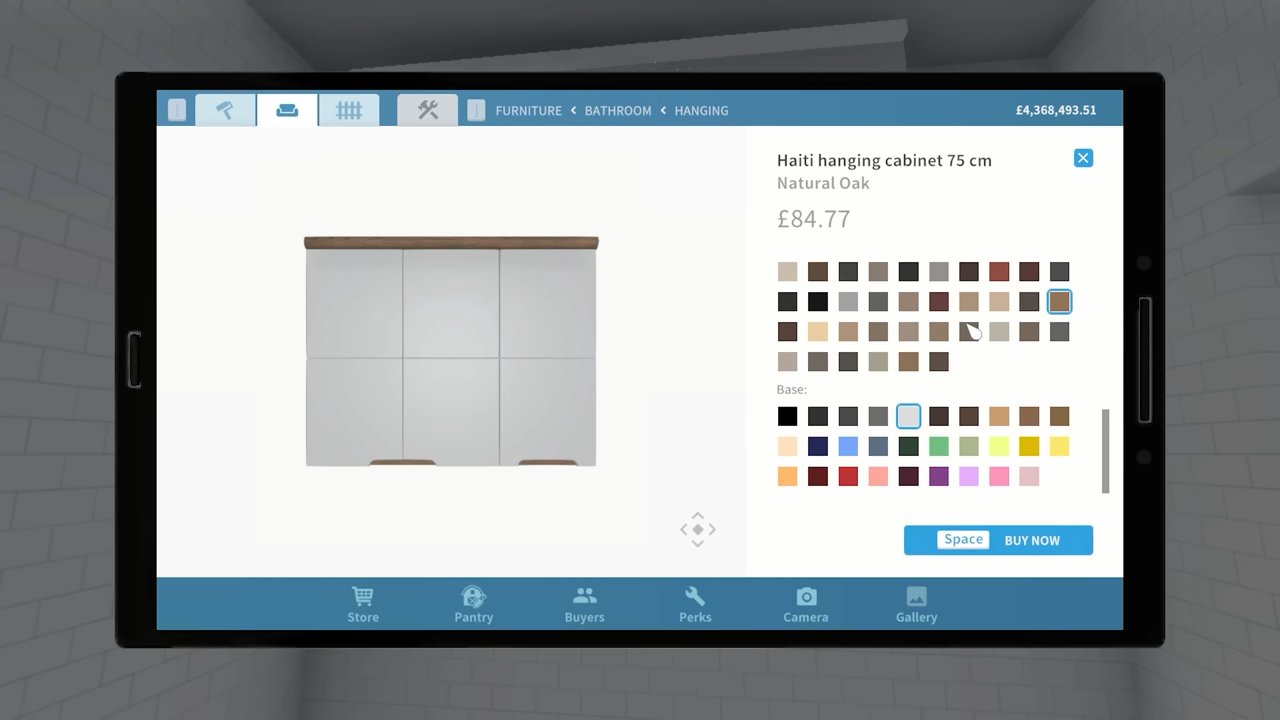 FURNITURE < BATHROOM < HANGING
£4,368,493.51
Haiti hanging cabinet 75 cm
Natural Oak
£84.77
Base:
Space BUY NOW
Store
Pantry
Buyers
Perks
Camera
Gallery